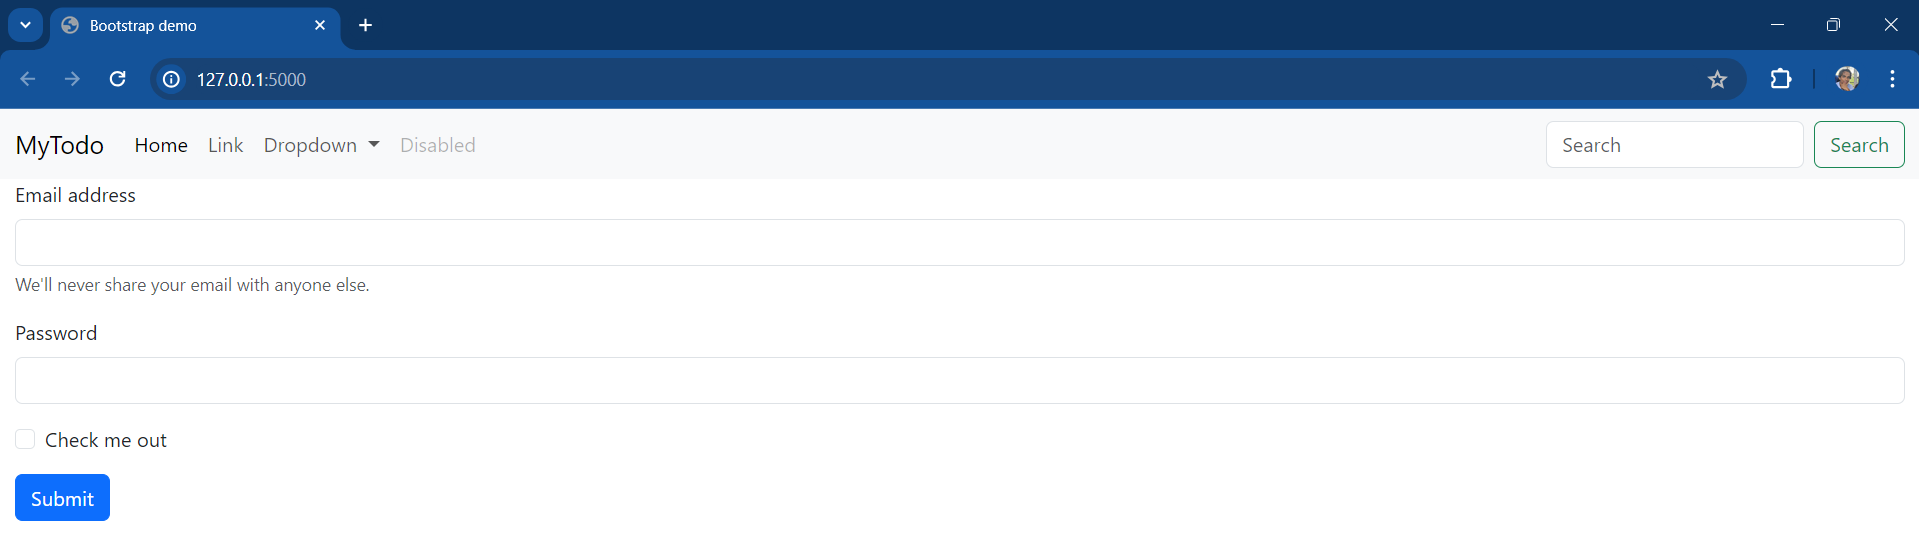 Bootstrap demo
127.0.0.1:5000
MyTodo Home Link Dropdown Disabled Search Search
Email address
We'll never share your email with anyone else.
Password
Check me out
Submit